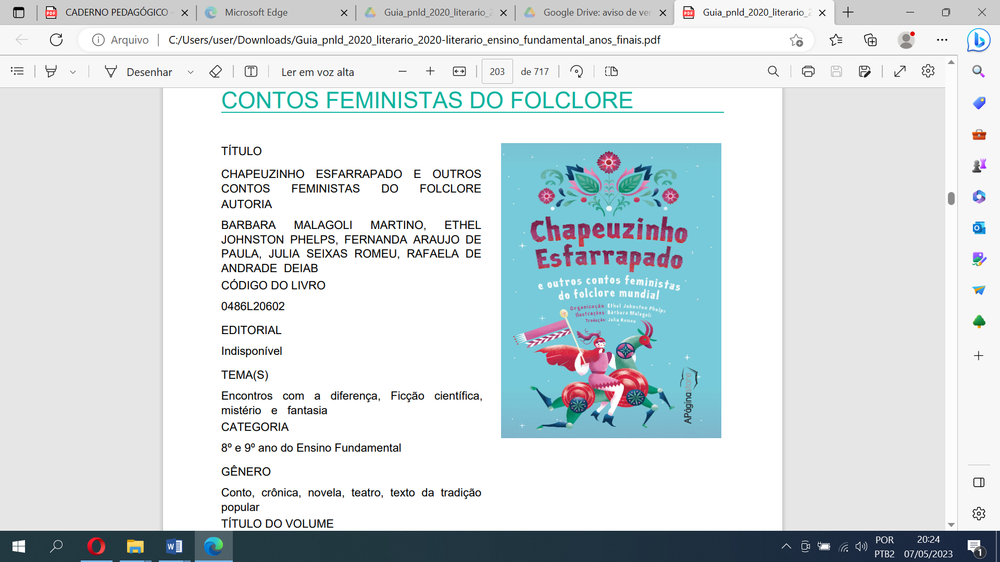 CADERNO PEDAGÓGICO
Microsoft Edge
Guia_pnld_2020_literario_2
Google Drive: aviso de ver
Guia_pnld_2020_literario_2
Arquivo
C:/Users/user/Downloads/Guia_pnld_2020_literario_2020-literario_ensino_fundamental_anos_finais.pdf
Desenhar
Ler em voz alta
203 de 717
CONTOS FEMINISTAS DO FOLCLORE
TÍTULO
CHAPEUZINHO ESFARRAPADO E OUTROS
CONTOS FEMINISTAS DO FOLCLORE
AUTORIA
BARBARA MALAGOLI MARTINO, ETHEL
JOHNSTON PHELPS, FERNANDA ARAUJO DE
PAULA, JULIA SEIXAS ROMEU, RAFAELA DE
ANDRADE DEIAB
CÓDIGO DO LIVRO
0486L20602
EDITORIAL
Indisponível
TEMA(S)
Encontros com a diferença, Ficção científica,
mistério e fantasia
CATEGORIA
8º e 9º ano do Ensino Fundamental
GÊNERO
Conto, crônica, novela, teatro, texto da tradição
popular
TÍTULO DO VOLUME
Chapeuzinho
Esfarrapado
e outros contos feministas
do folclore mundial
Organização: Ethel Johnston Phelps
Ilustrações: Bárbara Malagoli
Tradução: Julia Romeu
APáginastore
POR
PTB2
20:24
07/05/2023
1